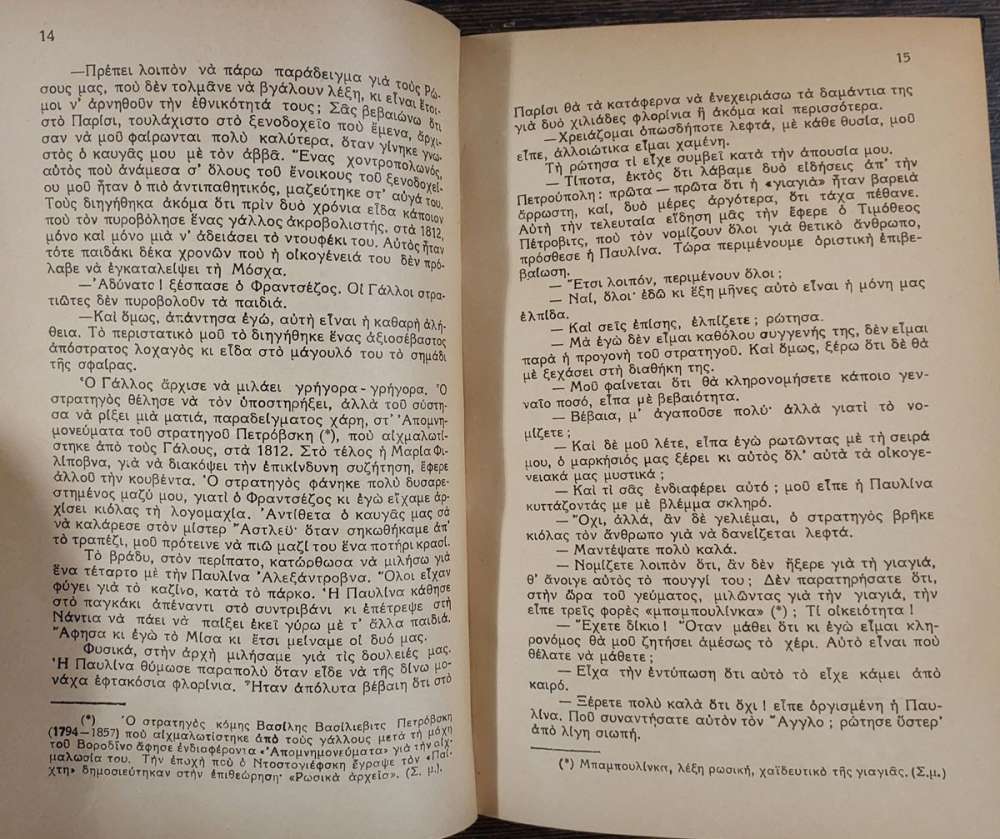 14
—Πρέπει λοιπὸν νὰ πάρω παράδειγμα γιὰ τοὺς Ρώ-
σους μας, ποὺ δὲν τολμᾶνε νὰ βγάλουν λέξη, κι εἶναι ἕτοι-
μοι ν' ἀρνηθοῦν τὴν ἐθνικότητά τους; Σᾶς βεβαιώνω ὅτι
στὸ Παρίσι, τουλάχιστο στὸ ξενοδοχεῖο ποὺ ἔμενα, ἄρχι-
σαν νὰ μοῦ φαίρωνται πολὺ καλύτερα, ὅταν γίνηκε γνω-
στὸς ὁ καυγᾶς μου μὲ τὸν ἀββᾶ. Ἕνας χοντροπολωνός,
αὐτὸς ποὺ ἀνάμεσα σ' ὅλους τοῦ ἔνοικους τοῦ ξενοδοχεί-
ου μοῦ ἦταν ὁ πιὸ ἀντιπαθητικός, μαζεύτηκε στ' αὐγά του.
Τοὺς διηγήθηκα ἀκόμα ὅτι πρὶν δυὸ χρόνια εἶδα κάποιον
ποὺ τὸν πυροβόλησε ἕνας γάλλος ἀκροβολιστής, στὰ 1812,
μόνο καὶ μόνο μιὰ ν' ἀδειάσει τὸ ντουφέκι του. Αὐτὸς ἦταν
τότε παιδάκι δέκα χρονῶν ποὺ ἡ οἰκογένειά του δὲν πρό-
λαβε νὰ ἐγκαταλείψει τὴ Μόσχα.
—Ἀδύνατο! ξέσπασε ὁ Φραντσέζος. Οἱ Γάλλοι στρα-
τιῶτες δὲν πυροβολοῦν τὰ παιδιά.
—Καὶ ὅμως, ἀπάντησα ἐγώ, αὐτὴ εἶναι ἡ καθαρὴ ἀλή-
θεια. Τὸ περιστατικὸ μοῦ τὸ διηγήθηκε ἕνας ἀξιοσέβαστος
ἀπόστρατος λοχαγὸς κι εἶδα στὸ μάγουλό του τὸ σημάδι
τῆς σφαίρας.
Ὁ Γάλλος ἄρχισε νὰ μιλάει γρήγορα - γρήγορα. Ὁ
στρατηγὸς θέλησε νὰ τὸν ὑποστηρίξει, ἀλλὰ τοῦ σύστη-
σα νὰ ρίξει μιὰ ματιά, παραδείγματος χάρη, στ' Ἀπομνη-
μονεύματα τοῦ στρατηγοῦ Πετρόβσκη (*), ποὺ αἰχμαλωτί-
στηκε ἀπὸ τοὺς Γάλους, στὰ 1812. Στὸ τέλος ἡ Μαρία Φι-
λίποβνα, γιὰ νὰ διακόψει τὴν ἐπικίνδυνη συζήτηση, ἔφερε
ἀλλοῦ τὴν κουβέντα. Ὁ στρατηγὸς φάνηκε πολὺ δυσαρε-
στημένος μαζύ μου, γιατὶ ὁ Φραντσέζος κι ἐγὼ εἴχαμε ἀρ-
χίσει κιόλας τὴ λογομαχία. Ἀντίθετα ὁ καυγᾶς μας σὰ
νὰ καλάρεσε στὸν μίστερ Ἄστλεϋ· ὅταν σηκωθήκαμε ἀπ'
τὸ τραπέζι, μοῦ πρότεινε νὰ πιῶ μαζί του ἕνα ποτήρι κρασί.
Τὸ βράδυ, στὸν περίπατο, κατώρθωσα νὰ μιλήσω γιὰ
ἕνα τέταρτο μὲ τὴν Παυλίνα Ἀλεξάντροβνα. Ὅλοι εἶχαν
φύγει γιὰ τὸ καζίνο, κατὰ τὸ πάρκο. Ἡ Παυλίνα κάθησε
στὸ παγκάκι ἀπέναντι στὸ συντριβάνι κι ἐπέτρεψε στὴ
Νάντια νὰ πάει νὰ παίξει ἐκεῖ γύρω μὲ τ' ἄλλα παιδιά.
Ἄφησα κι ἐγὼ τὸ Μίσα κι ἔτσι μείναμε οἱ δυό μας.
Φυσικά, στὴν ἀρχὴ μιλήσαμε γιὰ τὶς δουλειές μας.
Ἡ Παυλίνα θύμωσε παραπολὺ ὅταν εἶδε νὰ τῆς δίνω μο-
νάχα ἑφτακόσια φλορίνια. Ἦταν ἀπόλυτα βέβαιη ὅτι στὸ
(*) Ὁ στρατηγὸς κόμης Βασίλης Βασίλιεβιτς Πετρόβσκη
(1794—1857) ποὺ αἰχμαλωτίστηκε ἀπὸ τοὺς γάλλους μετὰ τὴ μάχη
τοῦ Βοροδίνο ἄφησε ἐνδιαφέροντα «Ἀπομνημονεύματα» γιὰ τὴν αἰχ-
μαλωσία του. Τὴν ἐποχὴ ποὺ ὁ Ντοστογιέφσκη ἔγραψε τὸν «Παί-
χτη» δημοσιεύτηκαν στὴν ἐπιθεώρηση· «Ρωσικὰ ἀρχεῖα». (Σ. μ.).
15
Παρίσι θὰ τὰ κατάφερνα νὰ ἐνεχειριάσω τὰ δαμάντια της
γιὰ δυὸ χιλιάδες φλορίνια ἢ ἀκόμα καὶ περισσότερα.
—Χρειάζομαι ὁπωσδήποτε λεφτά, μὲ κάθε θυσία, μοῦ
εἶπε, ἀλλοιώτικα εἶμαι χαμένη.
Τὴ ρώτησα τί εἶχε συμβεῖ κατὰ τὴν ἀπουσία μου.
— Τίποτα, ἐκτὸς ὅτι λάβαμε δυὸ εἰδήσεις ἀπ' τὴν
Πετρούπολη: πρῶτα — πρῶτα ὅτι ἡ «γιαγιὰ» ἦταν βαρειὰ
ἄρρωστη, καί, δυὸ μέρες ἀργότερα, ὅτι τάχα πέθανε.
Αὐτὴ τὴν τελευταία εἴδηση μᾶς τὴν ἔφερε ὁ Τιμόθεος
Πέτροβιτς, ποὺ τὸν νομίζουν ὅλοι γιὰ θετικὸ ἄνθρωπο,
πρόσθεσε ἡ Παυλίνα. Τώρα περιμένουμε ὁριστικὴ ἐπιβε-
βαίωση.
— Ἔτσι λοιπόν, περιμένουν ὅλοι;
— Ναί, ὅλοι· ἐδῶ κι ἕξη μῆνες αὐτὸ εἶναι ἡ μόνη μας
ἐλπίδα.
— Καὶ σεῖς ἐπίσης, ἐλπίζετε; ρώτησα.
— Μὰ ἐγὼ δὲν εἶμαι καθόλου συγγενής της, δὲν εἶμαι
παρὰ ἡ προγονὴ τοῦ στρατηγοῦ. Καὶ ὅμως, ξέρω ὅτι δὲ θὰ
μὲ ξεχάσει στὴ διαθήκη της.
— Μοῦ φαίνεται ὅτι θὰ κληρονομήσετε κάποιο γεν-
ναῖο ποσό, εἶπα μὲ βεβαιότητα.
— Βέβαια, μ' ἀγαποῦσε πολύ· ἀλλὰ γιατὶ τὸ νο-
μίζετε;
— Καὶ δὲ μοῦ λέτε, εἶπα ἐγὼ ρωτῶντας μὲ τὴ σειρά
μου, ὁ μαρκήσιός μας ξέρει κι αὐτὸς ὅλ' αὐτὰ τὰ οἰκογε-
νειακά μας μυστικά;
— Καὶ τί σᾶς ἐνδιαφέρει αὐτό; μοῦ εἶπε ἡ Παυλίνα
κυττάζοντάς με μὲ βλέμμα σκληρό.
— Ὄχι, ἀλλά, ἂν δὲ γελιέμαι, ὁ στρατηγὸς βρῆκε
κιόλας τὸν ἄνθρωπο γιὰ νὰ δανείζεται λεφτά.
— Μαντέψατε πολὺ καλά.
— Νομίζετε λοιπὸν ὅτι, ἂν δὲν ἤξερε γιὰ τὴ γιαγιά,
θ' ἄνοιγε αὐτὸς τὸ πουγγί του; Δὲν παρατηρήσατε ὅτι,
στὴν ὥρα τοῦ γεύματος, μιλῶντας γιὰ τὴν γιαγιά, τὴν
εἶπε τρεῖς φορὲς «μπαμπουλίνκα» (*); Τί οἰκειότητα!
— Ἔχετε δίκιο! Ὅταν μάθει ὅτι κι ἐγὼ εἶμαι κλη-
ρονόμος θὰ μοῦ ζητήσει ἀμέσως τὸ χέρι. Αὐτὸ εἶναι ποὺ
θέλατε νὰ μάθετε;
— Εἶχα τὴν ἐντύπωση ὅτι αὐτὸ τὸ εἶχε κάμει ἀπὸ
καιρό.
— Ξέρετε πολὺ καλὰ ὅτι ὄχι! εἶπε ὀργισμένη ἡ Παυ-
λίνα. Ποῦ συναντήσατε αὐτὸν τὸν Ἄγγλο; ρώτησε ὕστερ'
ἀπὸ λίγη σιωπή.
(*) Μπαμπουλίνκα, λέξη ρωσική, χαϊδευτικὸ τῆς γιαγιᾶς. (Σ.μ.)